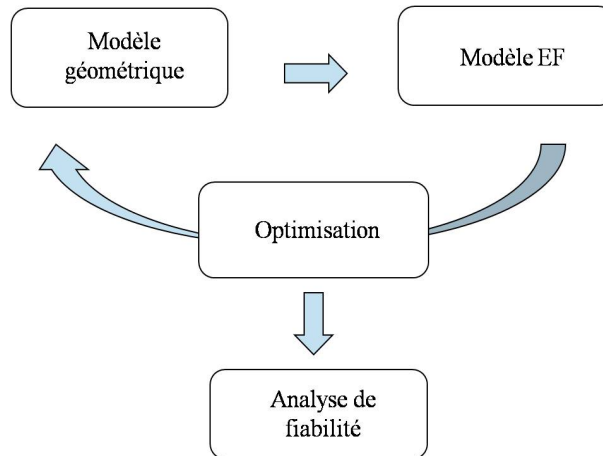 Modèle
géométrique
Modèle EF
Optimisation
Analyse de
fiabilité